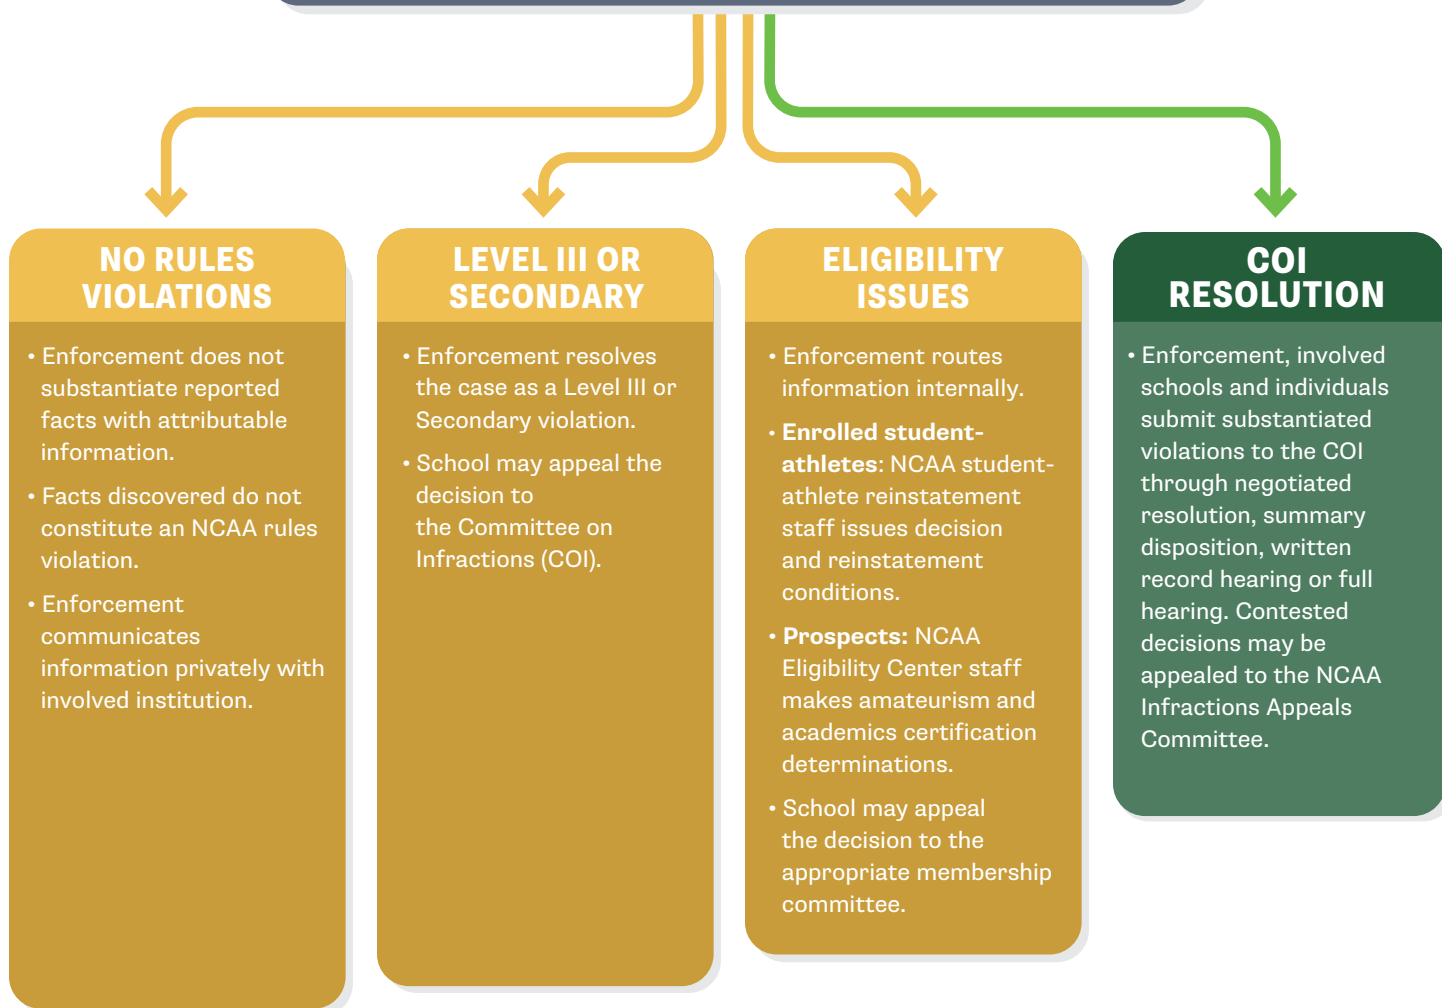 NO RULES
VIOLATIONS
• Enforcement does not
substantiate reported
facts with attributable
information.
• Facts discovered do not
constitute an NCAA rules
violation.
• Enforcement
communicates
information privately with
involved institution.
LEVEL III OR
SECONDARY
• Enforcement resolves
the case as a Level III or
Secondary violation.
• School may appeal the
decision to
the Committee on
Infractions (COI).
ELIGIBILITY
ISSUES
• Enforcement routes
information internally.
• Enrolled student-
athletes: NCAA student-
athlete reinstatement
staff issues decision
and reinstatement
conditions.
• Prospects: NCAA
Eligibility Center staff
makes amateurism and
academics certification
determinations.
• School may appeal
the decision to the
appropriate membership
committee.
COI
RESOLUTION
• Enforcement, involved
schools and individuals
submit substantiated
violations to the COI
through negotiated
resolution, summary
disposition, written
record hearing or full
hearing. Contested
decisions may be
appealed to the NCAA
Infractions Appeals
Committee.